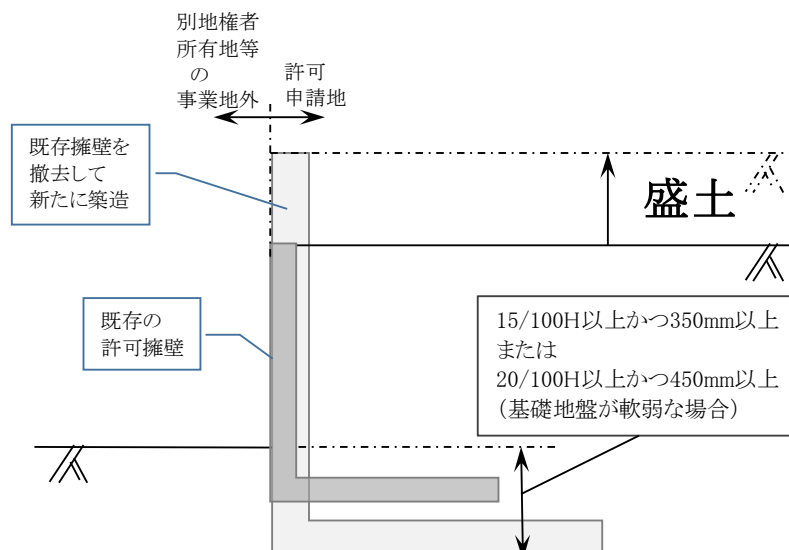 別地権者
所有地等
の
事業地外
許可
申請地
既存擁壁を
撤去して
新たに築造
盛土
既存の
許可擁壁
15/100H以上かつ350mm以上
または
20/100H以上かつ450mm以上
（基礎地盤が軟弱な場合）